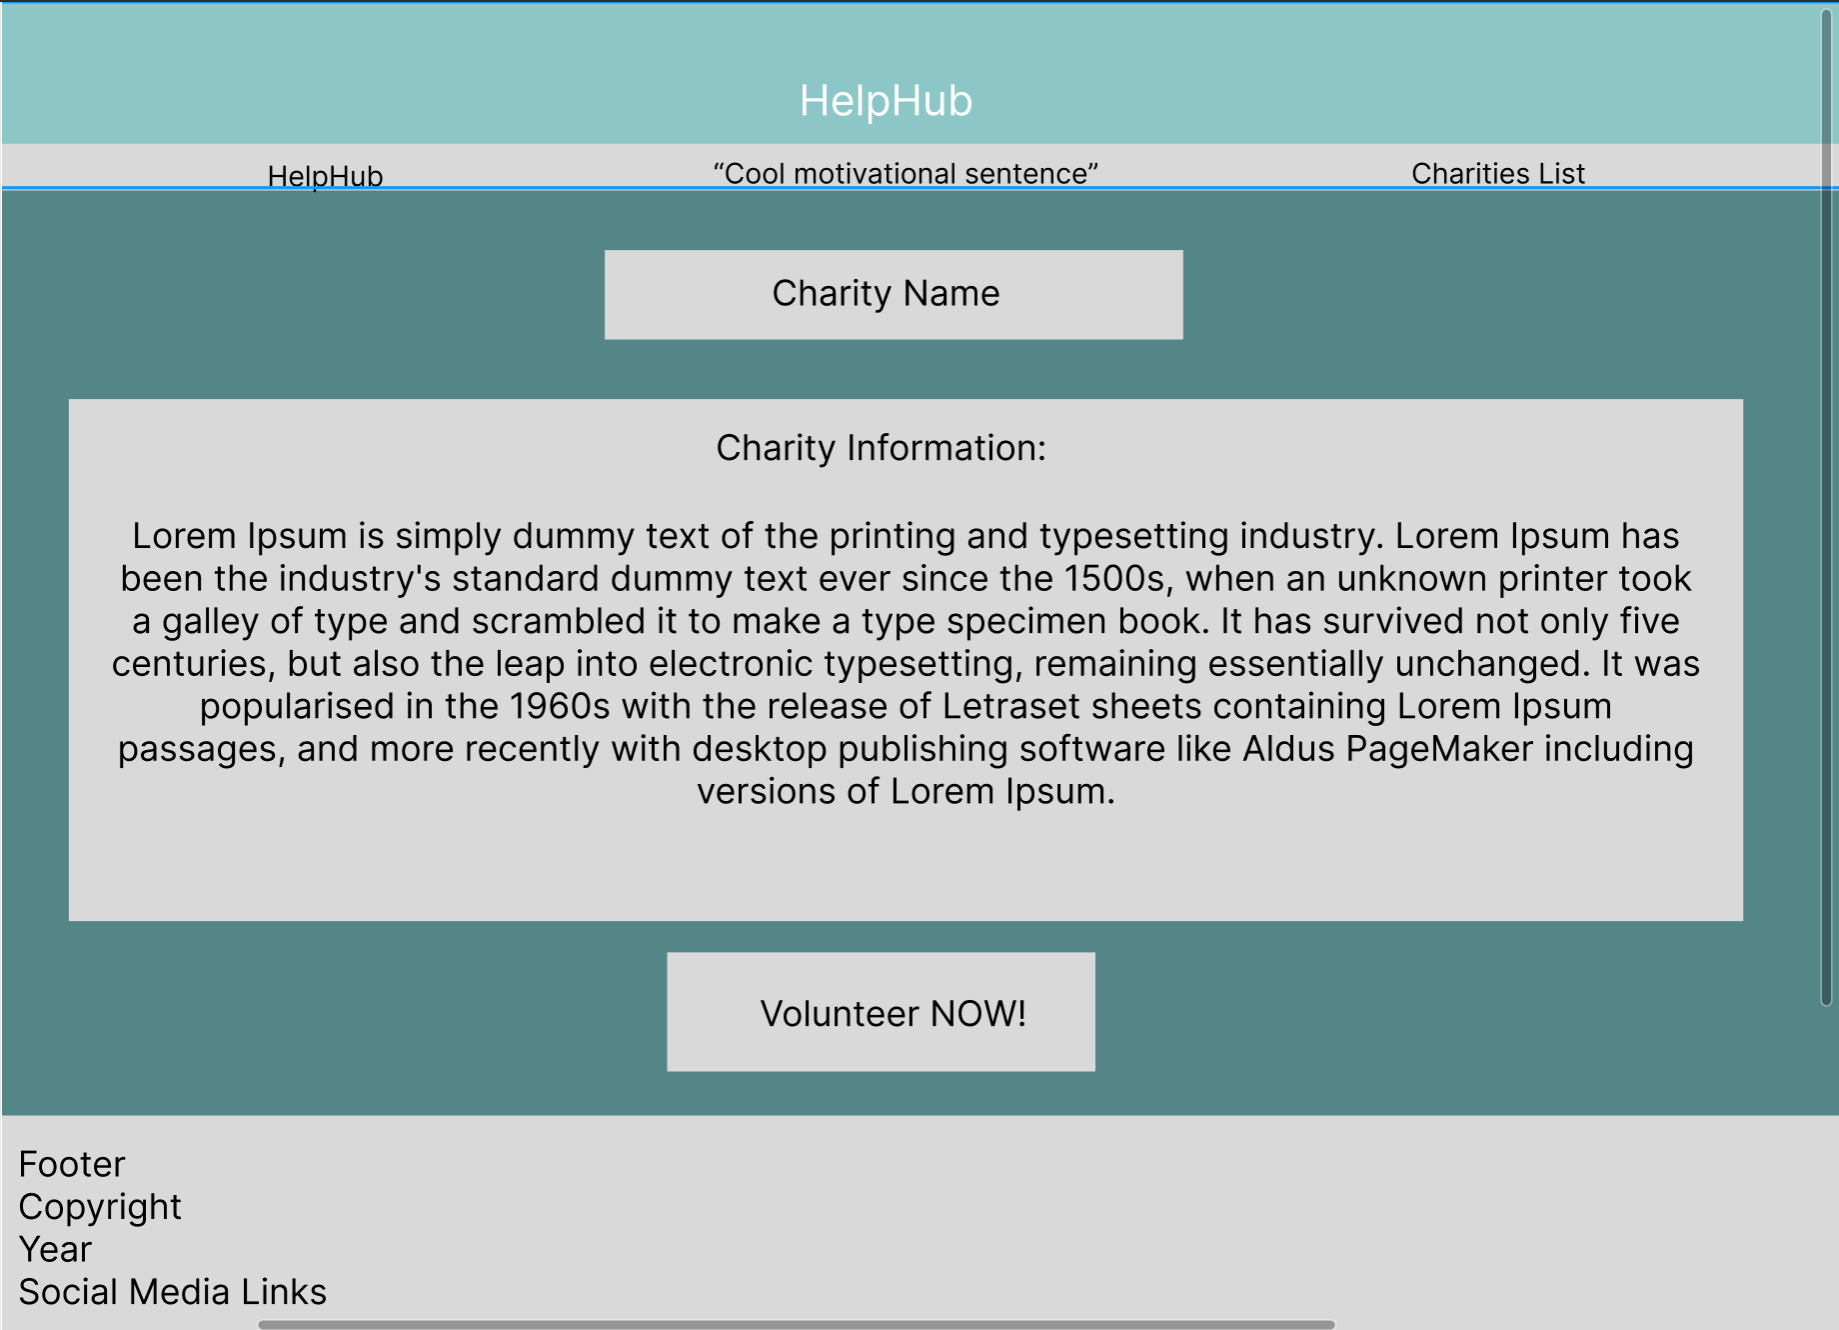 HelpHub
HelpHub “Cool motivational sentence” Charities List
Charity Name
Charity Information:
Lorem Ipsum is simply dummy text of the printing and typesetting industry. Lorem Ipsum has
been the industry's standard dummy text ever since the 1500s, when an unknown printer took
a galley of type and scrambled it to make a type specimen book. It has survived not only five
centuries, but also the leap into electronic typesetting, remaining essentially unchanged. It was
popularised in the 1960s with the release of Letraset sheets containing Lorem Ipsum
passages, and more recently with desktop publishing software like Aldus PageMaker including
versions of Lorem Ipsum.
Volunteer NOW!
Footer
Copyright
Year
Social Media Links